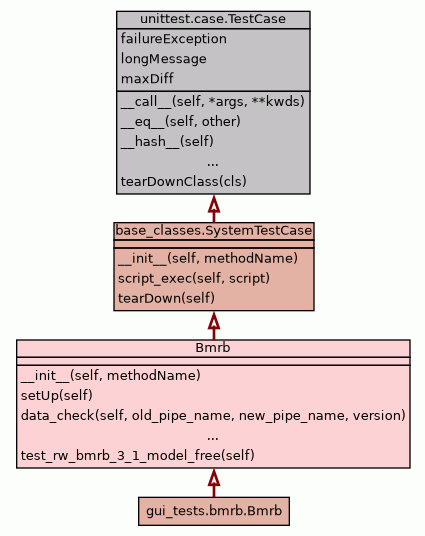 unittest.case.TestCase
failureException
longMessage
maxDiff
__call__(self, *args, **kwds)
__eq__(self, other)
__hash__(self)
...
tearDownClass(cls)
base_classes.SystemTestCase
__init__(self, methodName)
script_exec(self, script)
tearDown(self)
Bmrb
__init__(self, methodName)
setUp(self)
data_check(self, old_pipe_name, new_pipe_name, version)
...
test_rw_bmrb_3_1_model_free(self)
gui_tests.bmrb.Bmrb